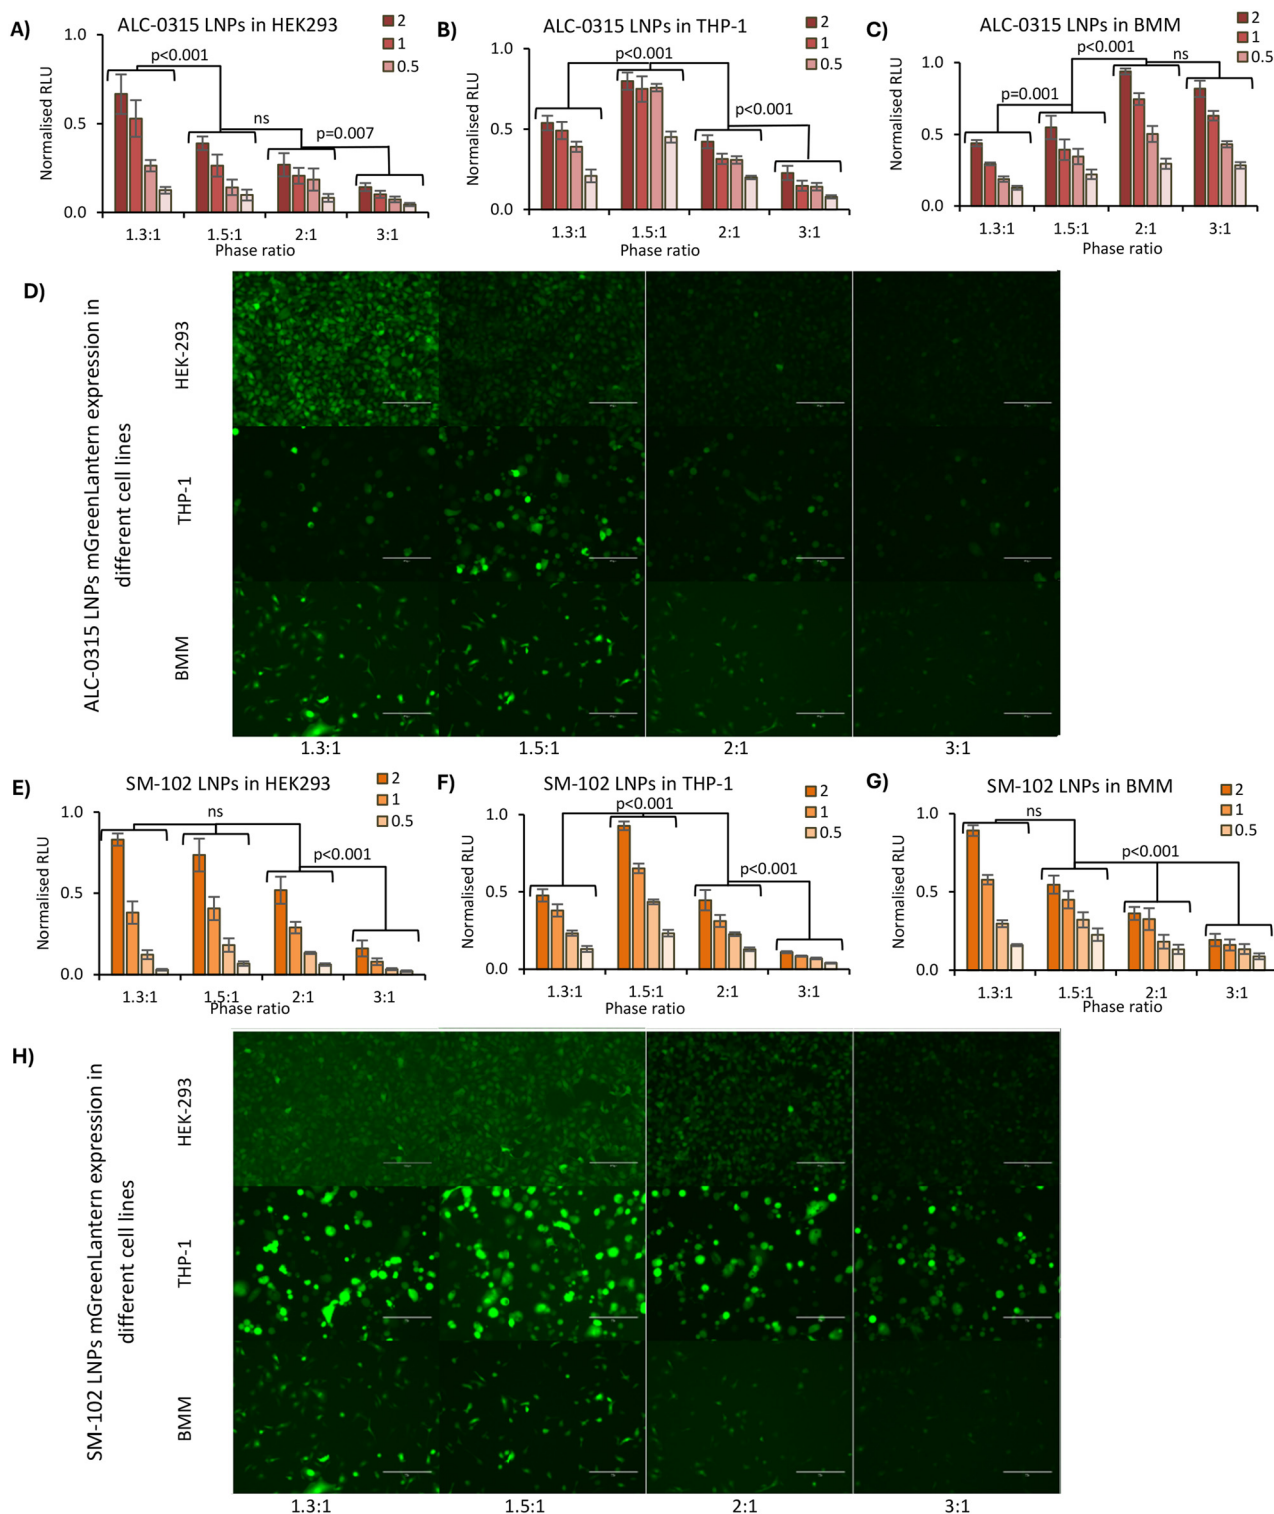 A)
ALC-0315 LNPs in HEK293
2
1
0.5
1.0
0.5
0.0
Normalised RLU
p<0.001
ns
p=0.007
1.3:1 1.5:1 2:1 3:1
Phase ratio
B)
ALC-0315 LNPs in THP-1
2
1
0.5
1.0
0.5
0.0
Normalised RLU
p<0.001
p<0.001
1.3:1 1.5:1 2:1 3:1
Phase ratio
C)
ALC-0315 LNPs in BMM
2
1
0.5
1.0
0.5
0.0
Normalised RLU
p<0.001
ns
p=0.001
1.3:1 1.5:1 2:1 3:1
Phase ratio
D)
ALC-0315 LNPs mGreenLantern expression in
different cell lines
HEK-293
THP-1
BMM
1.3:1 1.5:1 2:1 3:1
E)
SM-102 LNPs in HEK293
2
1
0.5
1.0
0.5
0.0
Normalised RLU
ns
p<0.001
1.3:1 1.5:1 2:1 3:1
Phase ratio
F)
SM-102 LNPs in THP-1
2
1
0.5
1.0
0.5
0.0
Normalised RLU
p<0.001
p<0.001
1.3:1 1.5:1 2:1 3:1
Phase ratio
G)
SM-102 LNPs in BMM
2
1
0.5
1.0
0.5
0.0
Normalised RLU
ns
p<0.001
1.3:1 1.5:1 2:1 3:1
Phase ratio
H)
SM-102 LNPs mGreenLantern expression in
different cell lines
HEK-293
THP-1
BMM
1.3:1 1.5:1 2:1 3:1